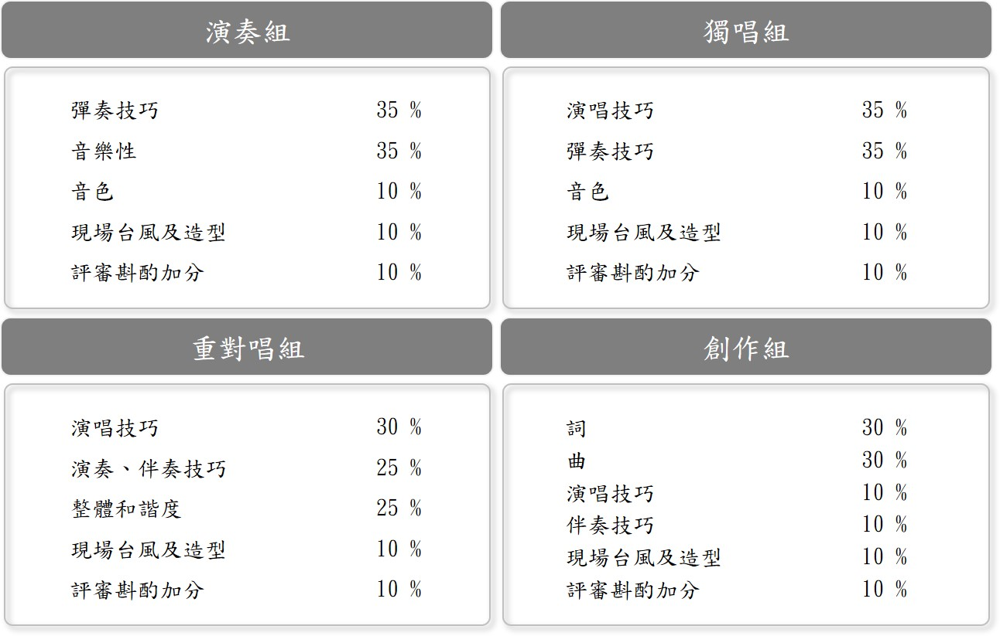 演奏組
彈奏技巧 35 %
音樂性 35 %
音色 10 %
現場台風及造型 10 %
評審斟酌加分 10 %
獨唱組
演唱技巧 35 %
彈奏技巧 35 %
音色 10 %
現場台風及造型 10 %
評審斟酌加分 10 %
重對唱組
演唱技巧 30 %
演奏、伴奏技巧 25 %
整體和諧度 25 %
現場台風及造型 10 %
評審斟酌加分 10 %
創作組
詞 30 %
曲 30 %
演唱技巧 10 %
伴奏技巧 10 %
現場台風及造型 10 %
評審斟酌加分 10 %